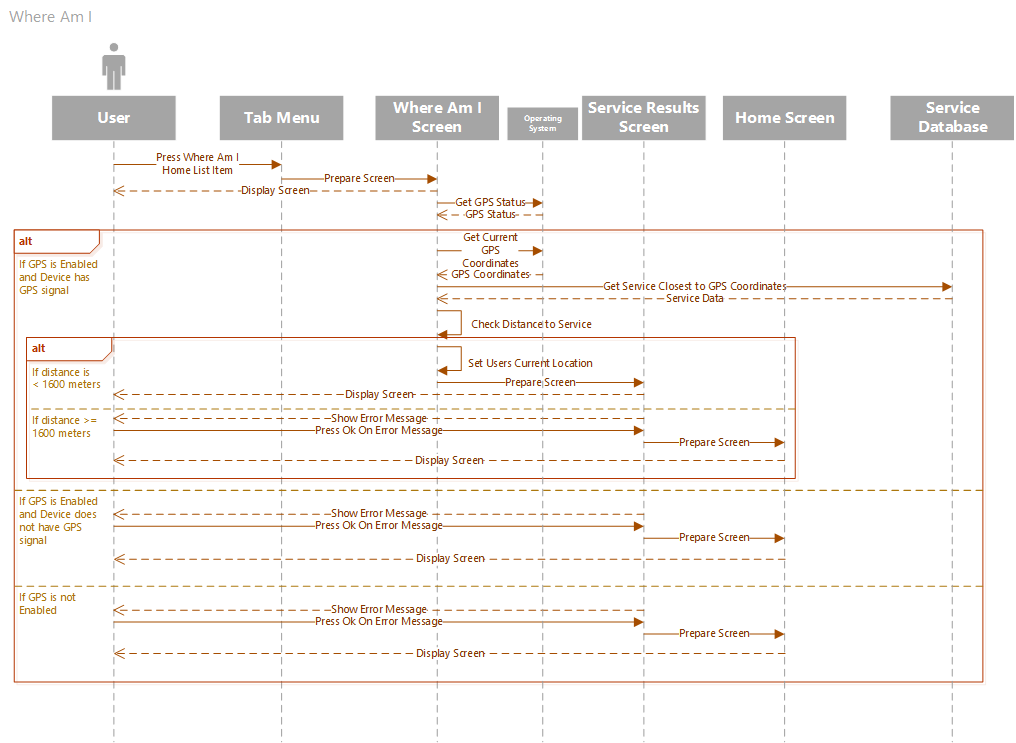 Where Am I
User
Tab Menu
Where Am I
Screen
Operating
System
Service Results
Screen
Home Screen
Service
Database
Press Where Am I
Home List Item
Prepare Screen
Display Screen
Get GPS Status
GPS Status
alt
If GPS is Enabled
and Device has
GPS signal
Get Current
GPS
Coordinates
GPS Coordinates
Get Service Closest to GPS Coordinates
Service Data
Check Distance to Service
alt
If distance is
< 1600 meters
Set Users Current Location
Prepare Screen
Display Screen
If distance >=
1600 meters
Show Error Message
Press Ok On Error Message
Prepare Screen
Display Screen
If GPS is Enabled
and Device does
not have GPS
signal
Show Error Message
Press Ok On Error Message
Prepare Screen
Display Screen
If GPS is not
Enabled
Show Error Message
Press Ok On Error Message
Prepare Screen
Display Screen